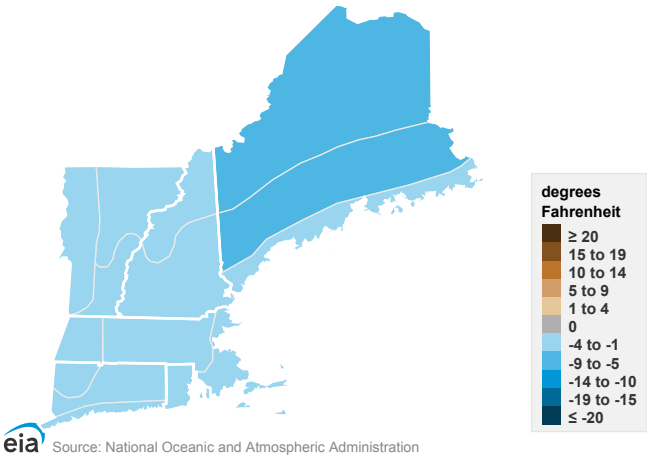 degrees
Fahrenheit
≥ 20
15 to 19
10 to 14
5 to 9
1 to 4
0
-4 to -1
-9 to -5
-14 to -10
-19 to -15
≤ -20
eia
Source: National Oceanic and Atmospheric Administration